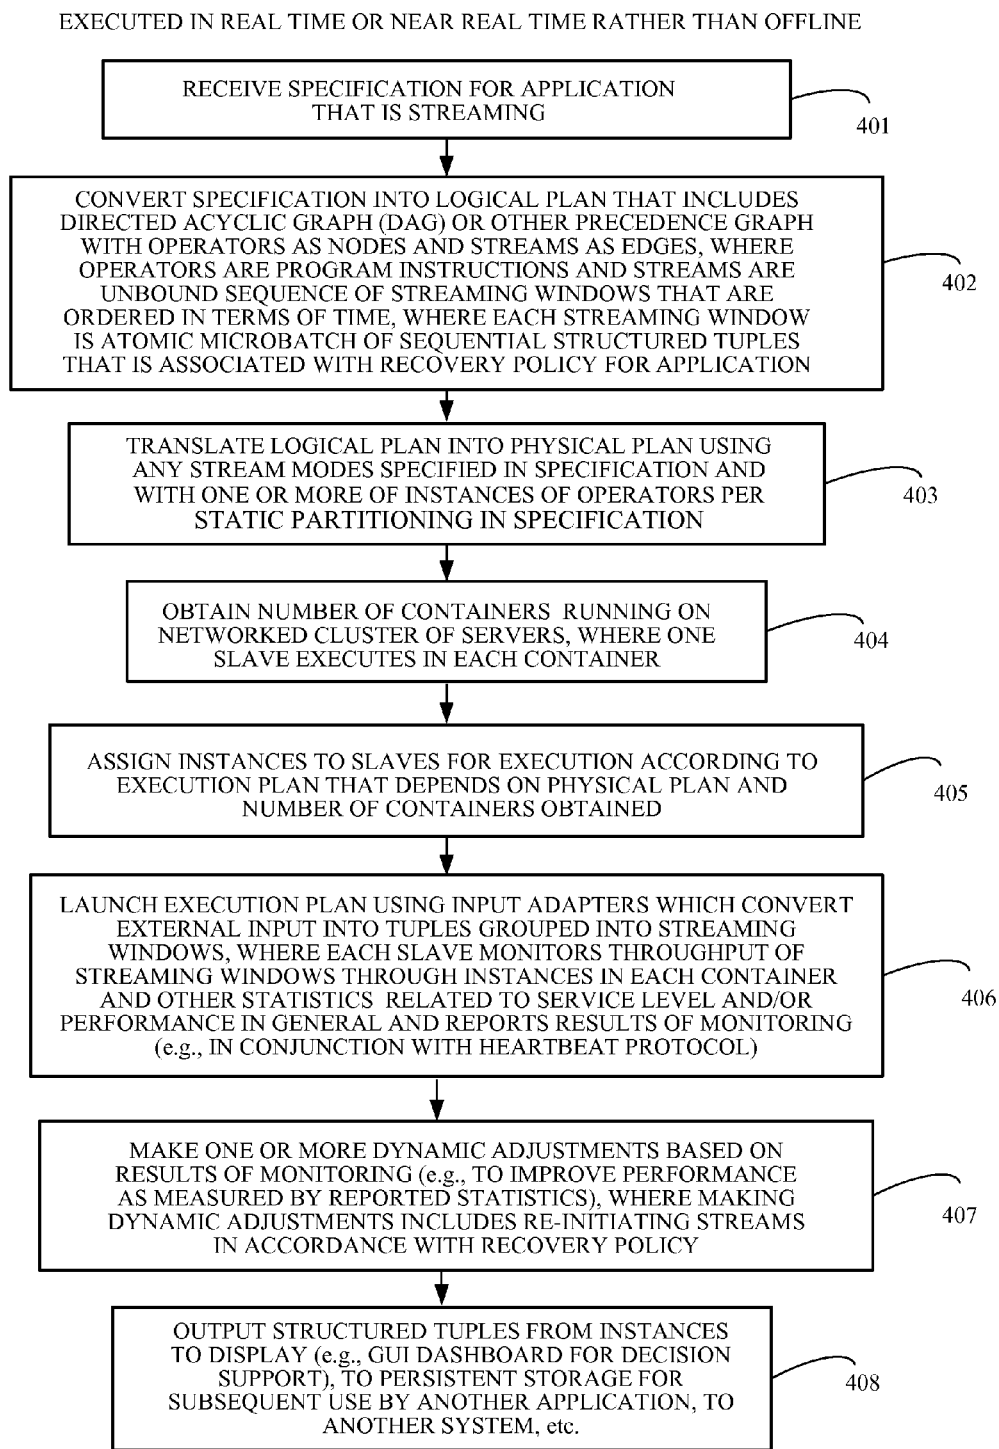 EXECUTED IN REAL TIME OR NEAR REAL TIME RATHER THAN OFFLINE
RECEIVE SPECIFICATION FOR APPLICATION
THAT IS STREAMING
401
CONVERT SPECIFICATION INTO LOGICAL PLAN THAT INCLUDES
DIRECTED ACYCLIC GRAPH (DAG) OR OTHER PRECEDENCE GRAPH
WITH OPERATORS AS NODES AND STREAMS AS EDGES, WHERE
OPERATORS ARE PROGRAM INSTRUCTIONS AND STREAMS ARE
UNBOUND SEQUENCE OF STREAMING WINDOWS THAT ARE
ORDERED IN TERMS OF TIME, WHERE EACH STREAMING WINDOW
IS ATOMIC MICROBATCH OF SEQUENTIAL STRUCTURED TUPLES
THAT IS ASSOCIATED WITH RECOVERY POLICY FOR APPLICATION
402
TRANSLATE LOGICAL PLAN INTO PHYSICAL PLAN USING
ANY STREAM MODES SPECIFIED IN SPECIFICATION AND
WITH ONE OR MORE OF INSTANCES OF OPERATORS PER
STATIC PARTITIONING IN SPECIFICATION
403
OBTAIN NUMBER OF CONTAINERS RUNNING ON
NETWORKED CLUSTER OF SERVERS, WHERE ONE
SLAVE EXECUTES IN EACH CONTAINER
404
ASSIGN INSTANCES TO SLAVES FOR EXECUTION ACCORDING TO
EXECUTION PLAN THAT DEPENDS ON PHYSICAL PLAN AND
NUMBER OF CONTAINERS OBTAINED
405
LAUNCH EXECUTION PLAN USING INPUT ADAPTERS WHICH CONVERT
EXTERNAL INPUT INTO TUPLES GROUPED INTO STREAMING
WINDOWS, WHERE EACH SLAVE MONITORS THROUGHPUT OF
STREAMING WINDOWS THROUGH INSTANCES IN EACH CONTAINER
AND OTHER STATISTICS RELATED TO SERVICE LEVEL AND/OR
PERFORMANCE IN GENERAL AND REPORTS RESULTS OF MONITORING
(e.g., IN CONJUNCTION WITH HEARTBEAT PROTOCOL)
406
MAKE ONE OR MORE DYNAMIC ADJUSTMENTS BASED ON
RESULTS OF MONITORING (e.g., TO IMPROVE PERFORMANCE
AS MEASURED BY REPORTED STATISTICS), WHERE MAKING
DYNAMIC ADJUSTMENTS INCLUDES RE-INITIATING STREAMS
IN ACCORDANCE WITH RECOVERY POLICY
407
OUTPUT STRUCTURED TUPLES FROM INSTANCES
TO DISPLAY (e.g., GUI DASHBOARD FOR DECISION
SUPPORT), TO PERSISTENT STORAGE FOR
SUBSEQUENT USE BY ANOTHER APPLICATION, TO
ANOTHER SYSTEM, etc.
408